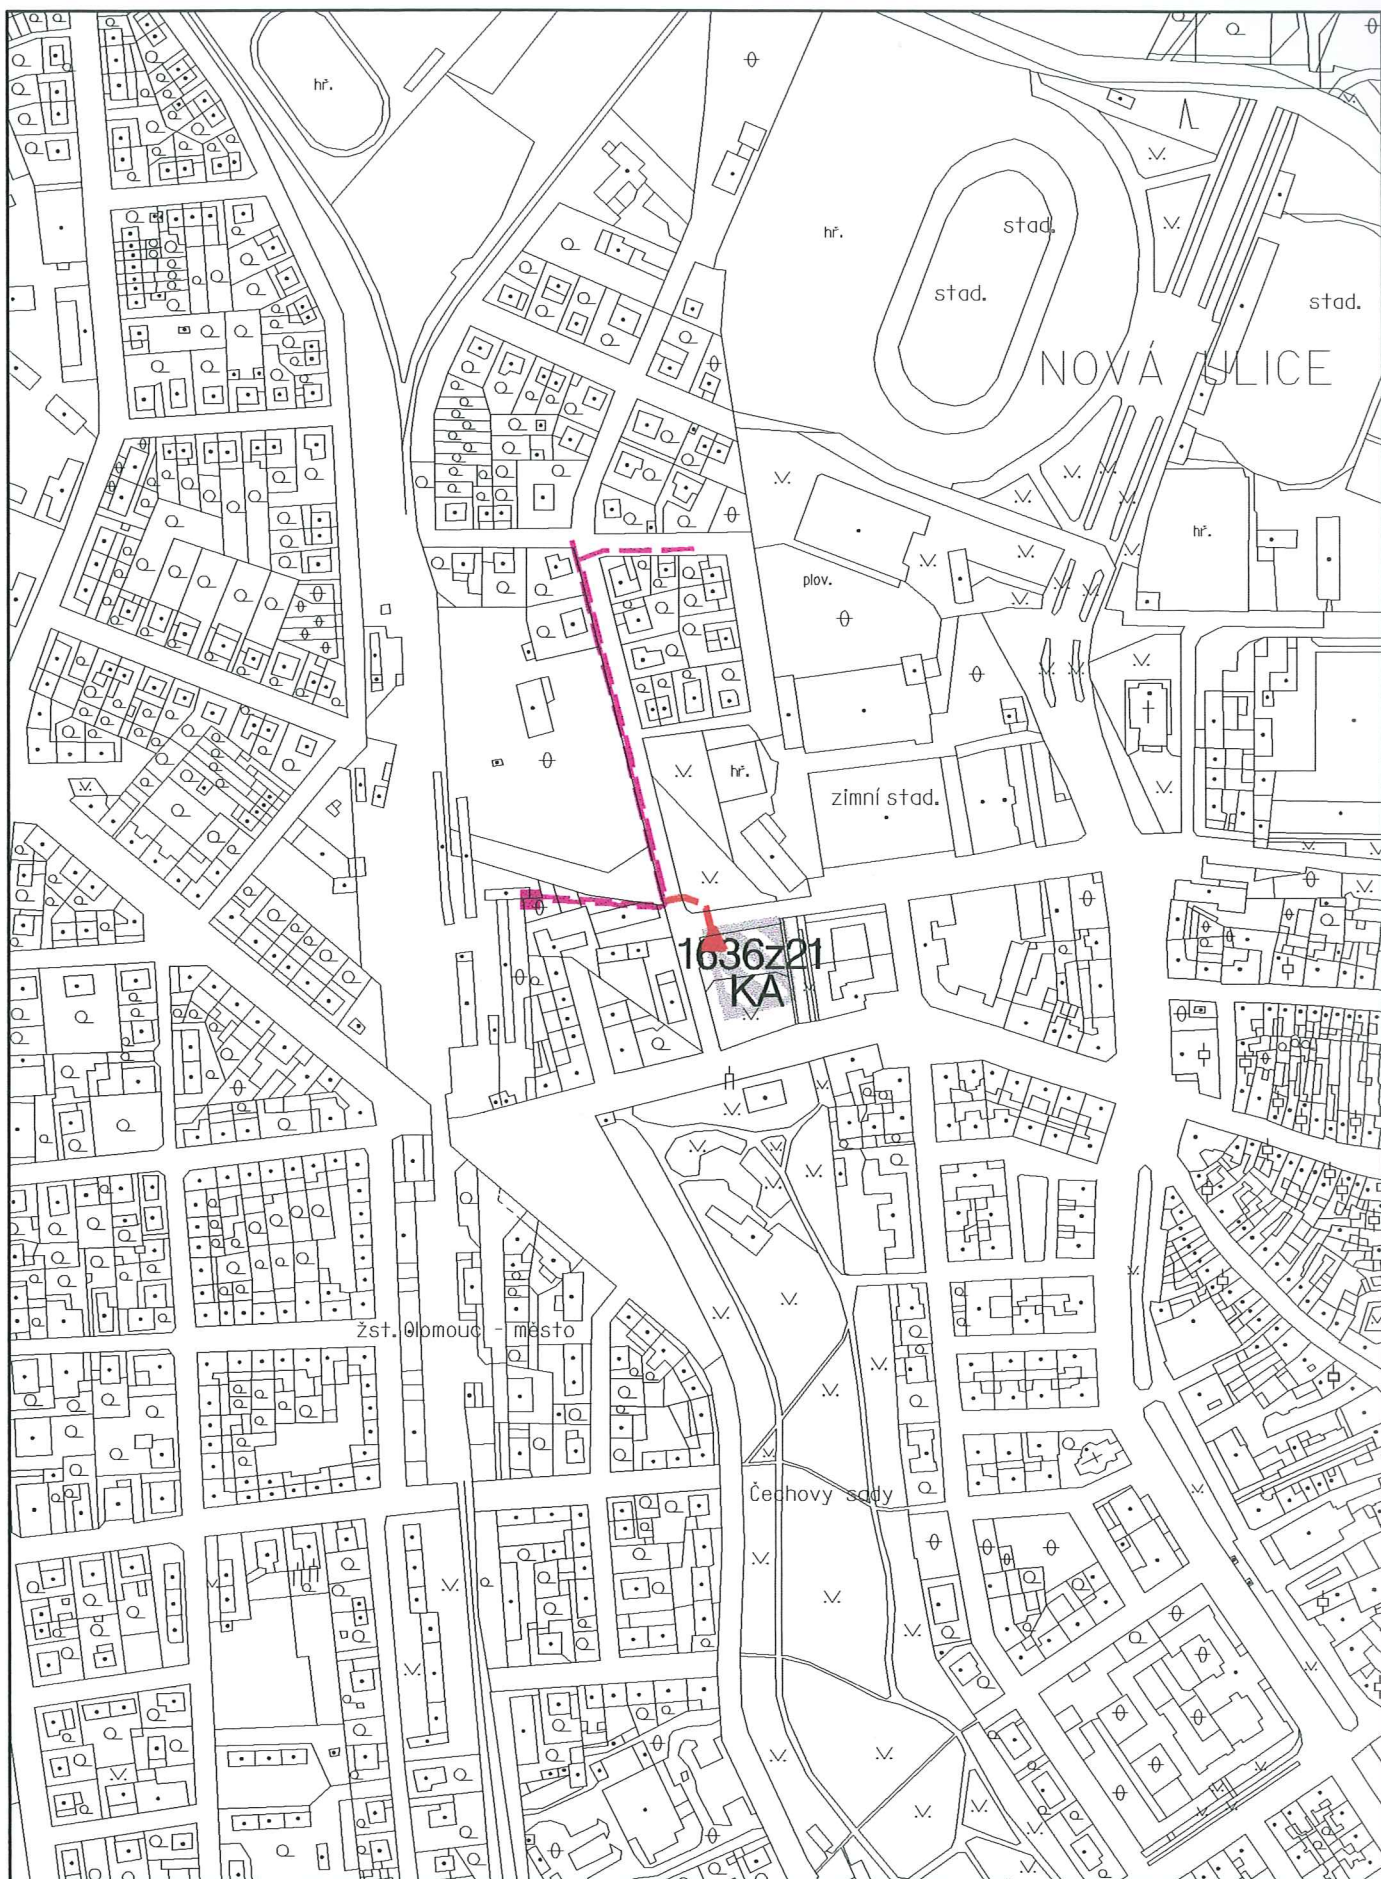 hř.
stad.
hř.
stad.
stad.
NOVÁ ULICE
hř.
plov.
hř.
zimní stad.
1636z21
KA
žst. Olomouc - město
Čechovy sady